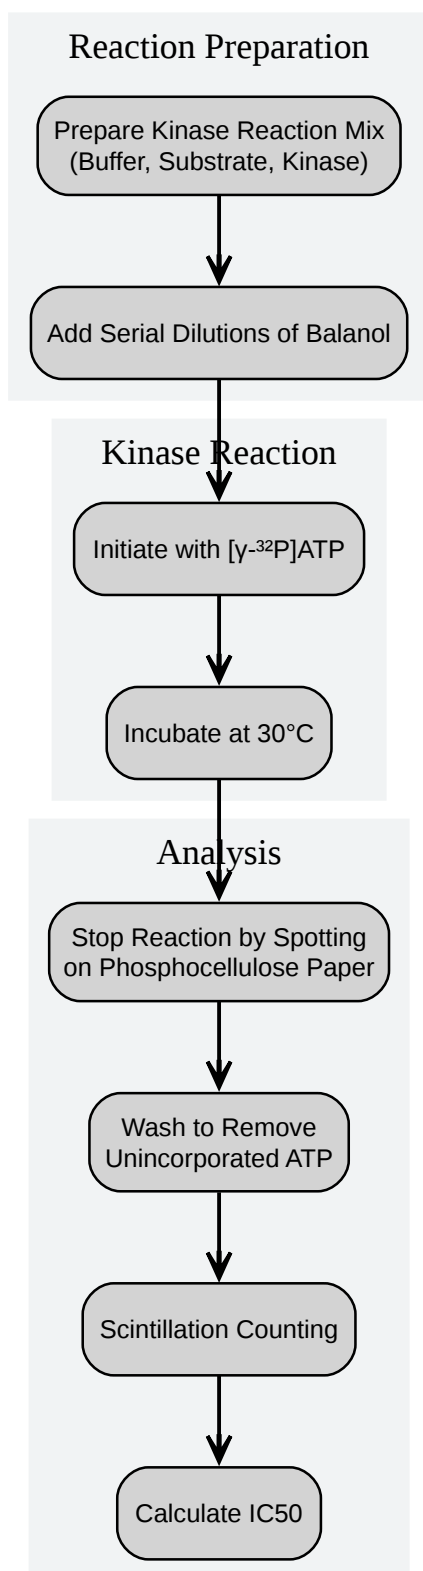 Reaction Preparation
Prepare Kinase Reaction Mix
(Buffer, Substrate, Kinase)
Add Serial Dilutions of Balanol
Kinase Reaction
Initiate with [γ-³²P]ATP
Incubate at 30°C
Analysis
Stop Reaction by Spotting
on Phosphocellulose Paper
Wash to Remove
Unincorporated ATP
Scintillation Counting
Calculate IC50